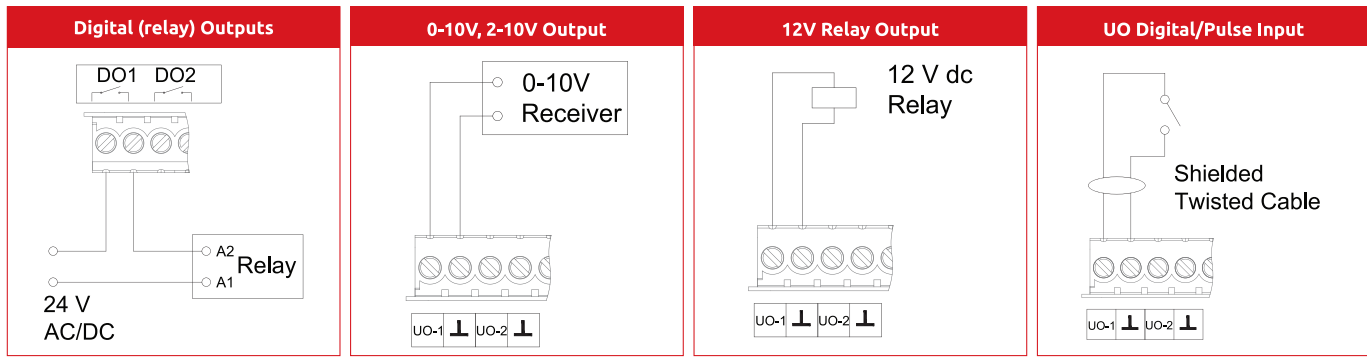 Digital (relay) Outputs
DO1 DO2
A2
Relay
A1
24 V
AC/DC
0-10V, 2-10V Output
0-10V
Receiver
UO-1 UO-2
12V Relay Output
12 V dc
Relay
UO-1 UO-2
UO Digital/Pulse Input
Shielded
Twisted Cable
UO-1 UO-2